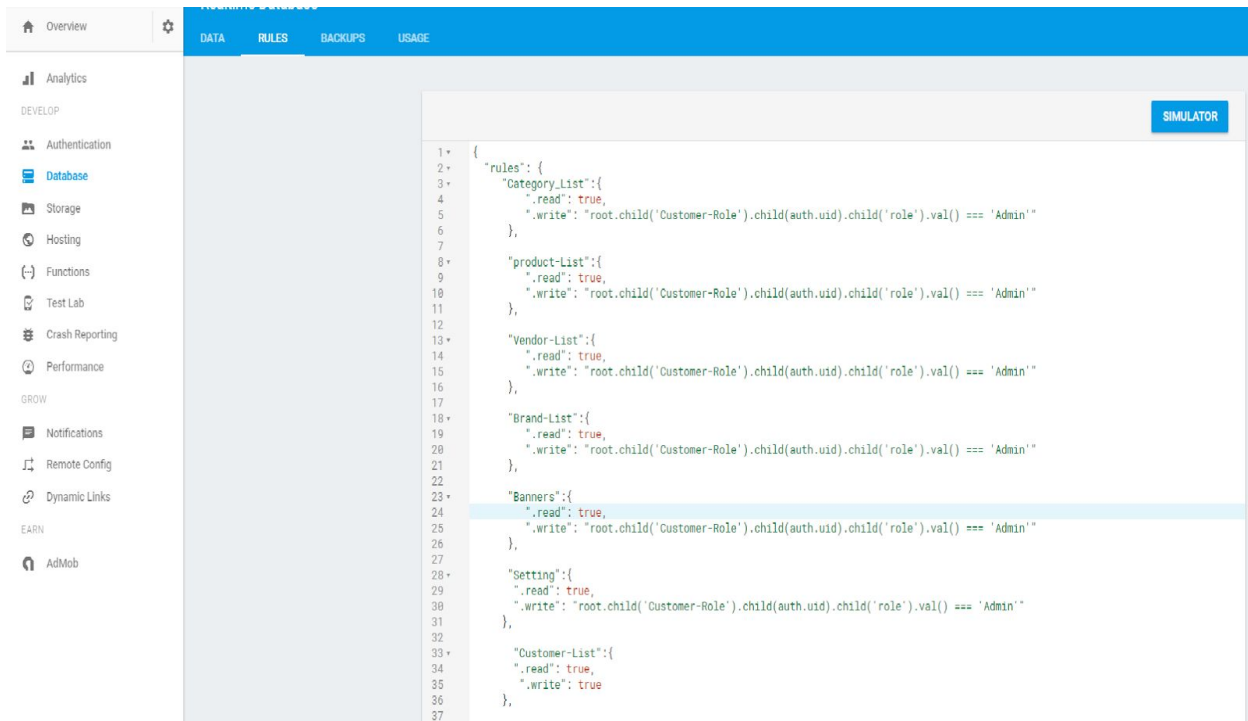 Realtime Database
Overview
DATA RULES BACKUPS USAGE
Analytics
DEVELOP
Authentication
Database
Storage
Hosting
Functions
Test Lab
Crash Reporting
Performance
GROW
Notifications
Remote Config
Dynamic Links
EARN
AdMob
SIMULATOR
1 {
2 "rules": {
3 "Category_List":{
4 ".read": true,
5 ".write": "root.child('Customer-Role').child(auth.uid).child('role').val() === 'Admin'"
6 },
7
8 "product-List":{
9 ".read": true,
10 ".write": "root.child('Customer-Role').child(auth.uid).child('role').val() === 'Admin'"
11 },
12
13 "Vendor-List":{
14 ".read": true,
15 ".write": "root.child('Customer-Role').child(auth.uid).child('role').val() === 'Admin'"
16 },
17
18 "Brand-List":{
19 ".read": true,
20 ".write": "root.child('Customer-Role').child(auth.uid).child('role').val() === 'Admin'"
21 },
22
23 "Banners":{
24 ".read": true,
25 ".write": "root.child('Customer-Role').child(auth.uid).child('role').val() === 'Admin'"
26 },
27
28 "Setting":{
29 ".read": true,
30 ".write": "root.child('Customer-Role').child(auth.uid).child('role').val() === 'Admin'"
31 },
32
33 "Customer-List":{
34 ".read": true,
35 ".write": true
36 },
37